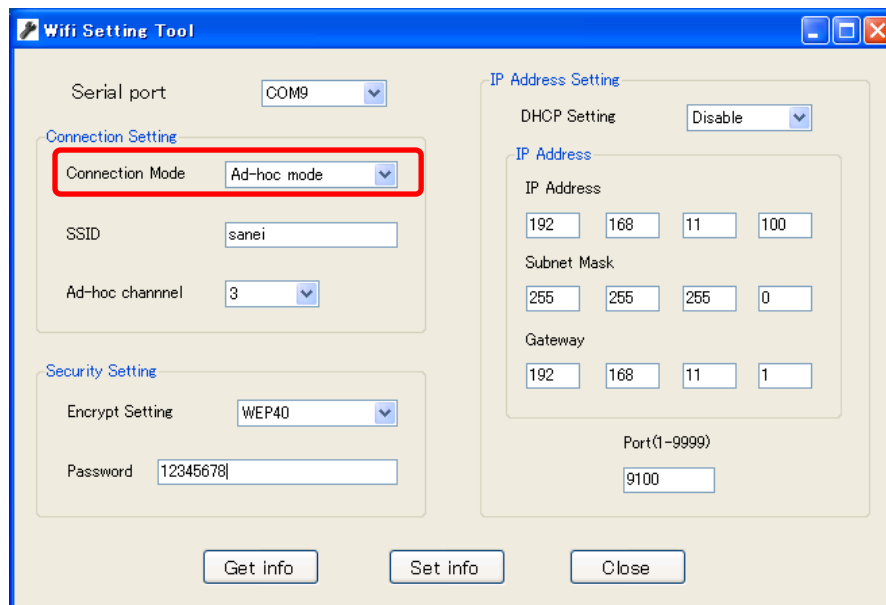 Wifi Setting Tool
Serial port COM9
Connection Setting
Connection Mode Ad-hoc mode
SSID sanei
Ad-hoc channnel 3
Security Setting
Encrypt Setting WEP40
Password 12345678
IP Address Setting
DHCP Setting Disable
IP Address
IP Address
192 168 11 100
Subnet Mask
255 255 255 0
Gateway
192 168 11 1
Port(1-9999)
9100
Get info Set info Close